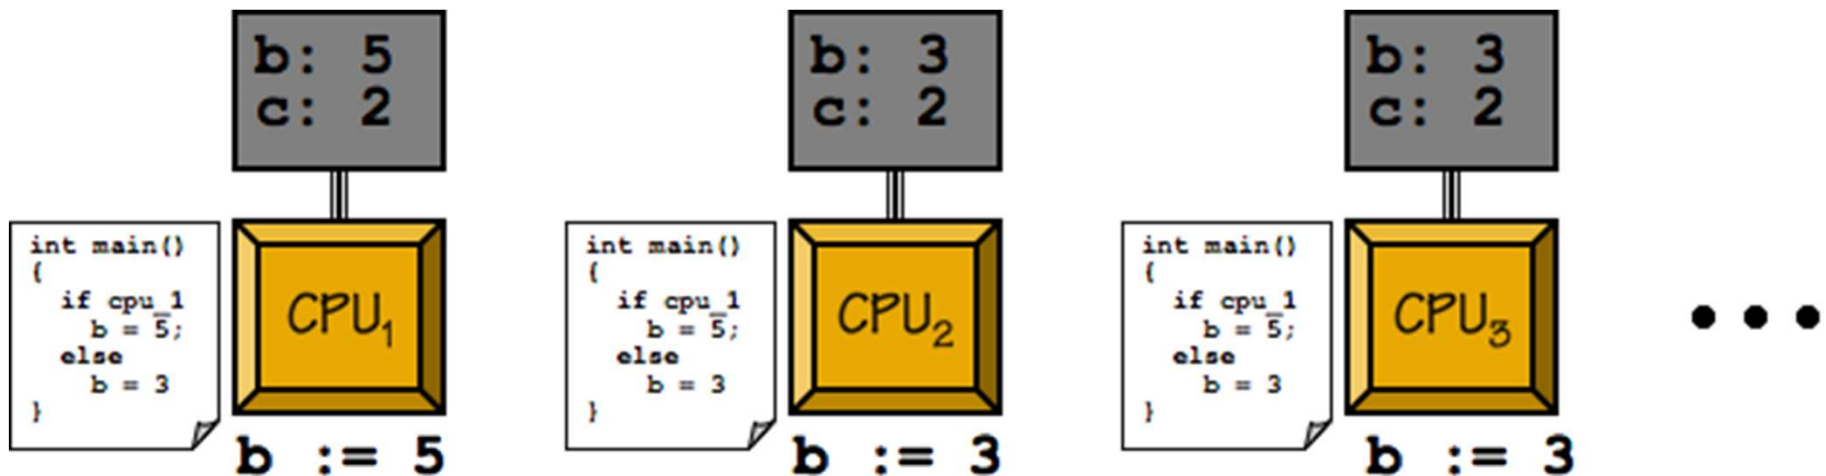 b: 5
c: 2
int main()
{
if cpu_1
b = 5;
else
b = 3
}
CPU1
b := 5
b: 3
c: 2
int main()
{
if cpu_1
b = 5;
else
b = 3
}
CPU2
b := 3
b: 3
c: 2
int main()
{
if cpu_1
b = 5;
else
b = 3
}
CPU3
b := 3